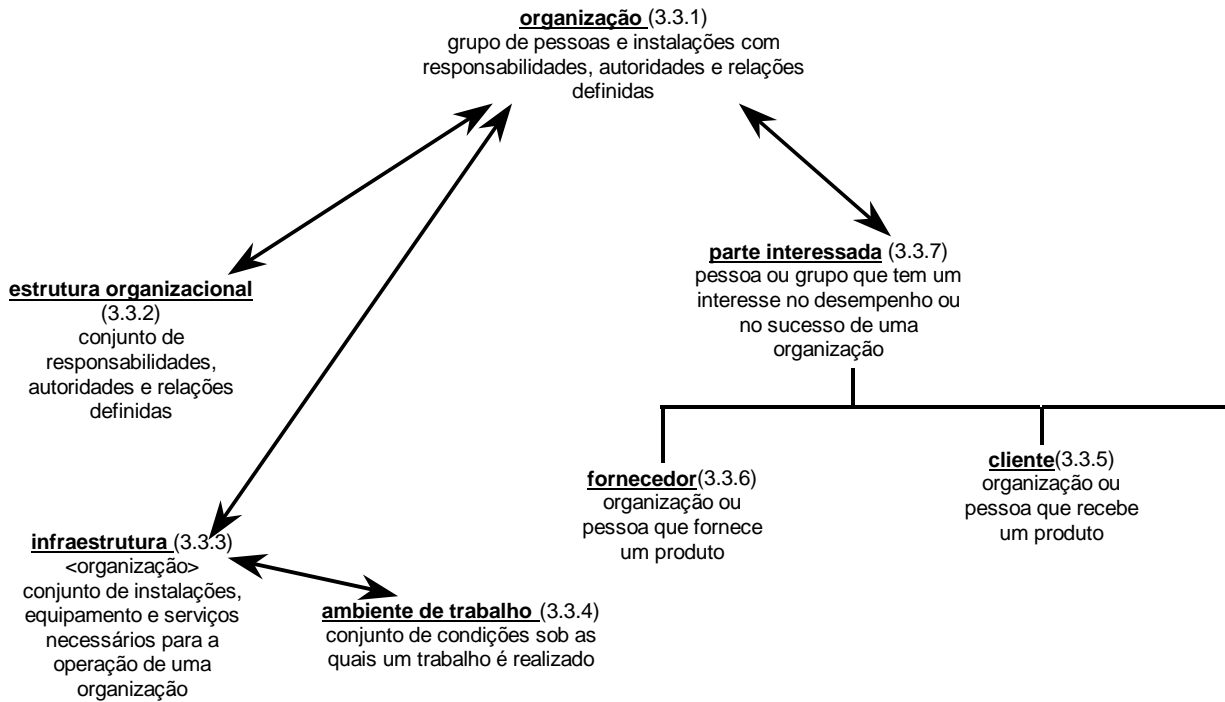 organização (3.3.1)
grupo de pessoas e instalações com
responsabilidades, autoridades e relações
definidas
estrutura organizacional
(3.3.2)
conjunto de
responsabilidades,
autoridades e relações
definidas
parte interessada (3.3.7)
pessoa ou grupo que tem um
interesse no desempenho ou
no sucesso de uma
organização
fornecedor(3.3.6)
organização ou
pessoa que fornece
um produto
cliente(3.3.5)
organização ou
pessoa que recebe
um produto
infraestrutura (3.3.3)
<organização>
conjunto de instalações,
equipamento e serviços
necessários para a
operação de uma
organização
ambiente de trabalho (3.3.4)
conjunto de condições sob as
quais um trabalho é realizado